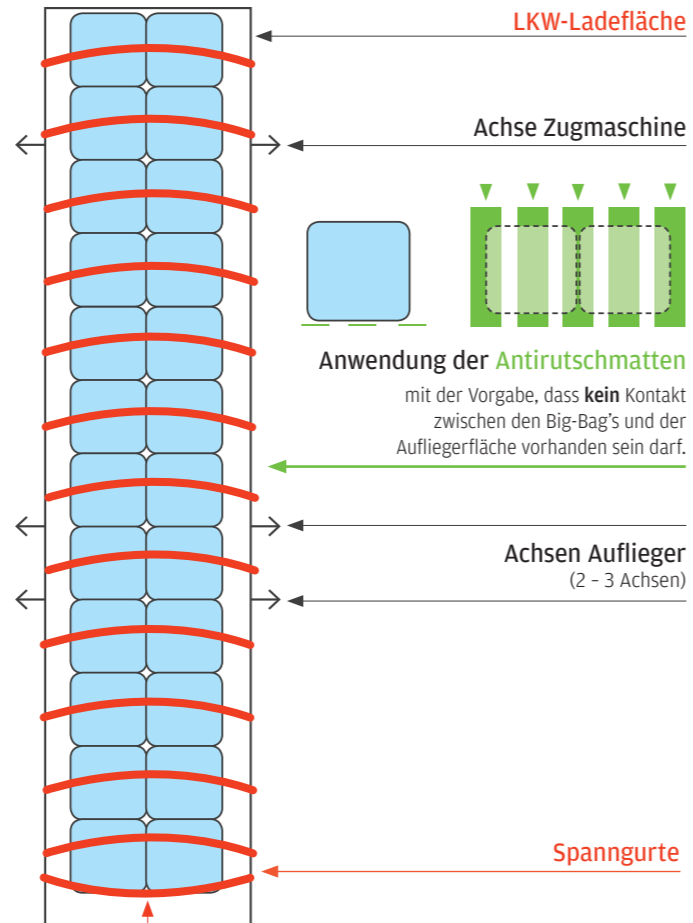 LKW-Ladefläche
Achse Zugmaschine
Anwendung der Antirutschmatten
mit der Vorgabe, dass kein Kontakt
zwischen den Big-Bag's und der
Aufliegerfläche vorhanden sein darf.
Achsen Auflieger
(2 - 3 Achsen)
Spanngurte